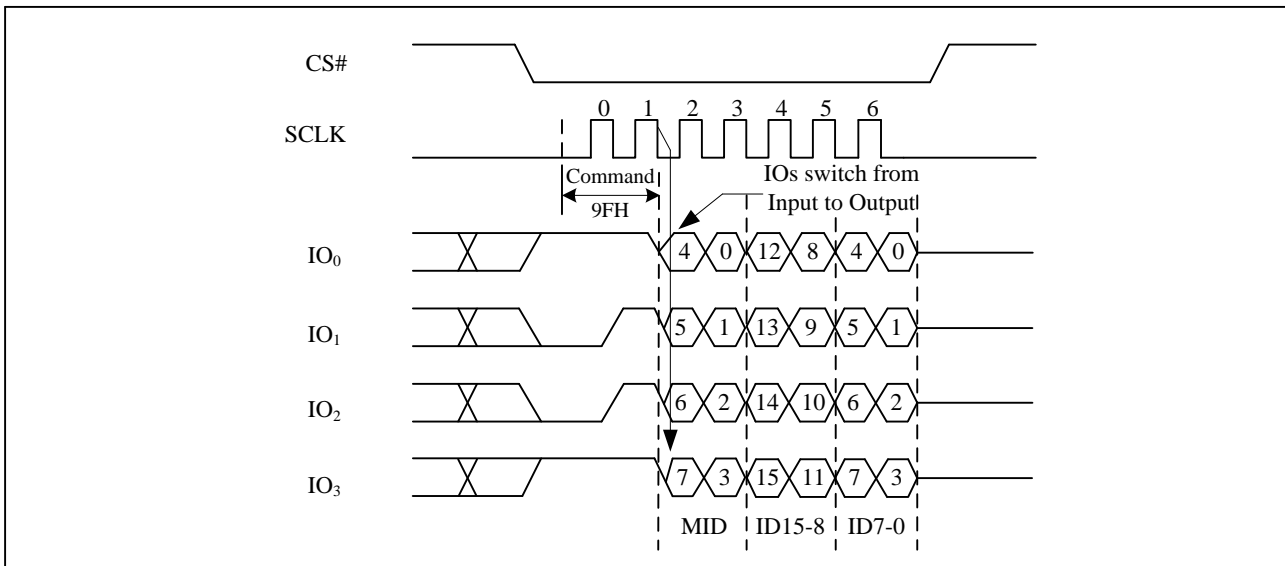 CS#
0 1 2 3 4 5 6
SCLK
Command
9FH
IOs switch from
Input to Output
IO₀
4 0 12 8 4 0
IO₁
5 1 13 9 5 1
IO₂
6 2 14 10 6 2
IO₃
7 3 15 11 7 3
MID ID15-8 ID7-0